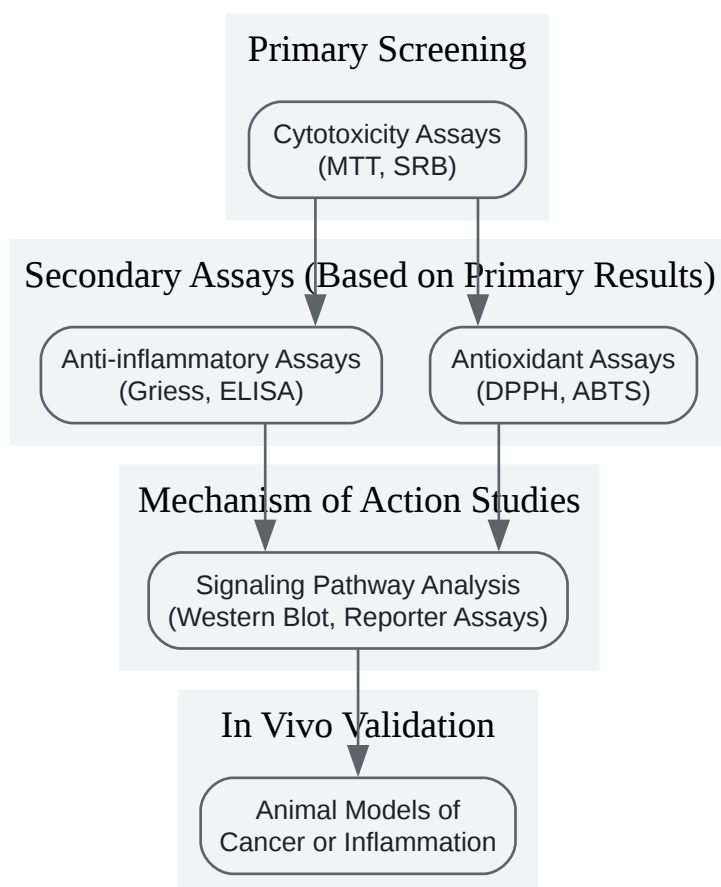 Primary Screening
Cytotoxicity Assays
(MTT, SRB)
Secondary Assays (Based on Primary Results)
Anti-inflammatory Assays
(Griess, ELISA)
Antioxidant Assays
(DPPH, ABTS)
Mechanism of Action Studies
Signaling Pathway Analysis
(Western Blot, Reporter Assays)
In Vivo Validation
Animal Models of
Cancer or Inflammation